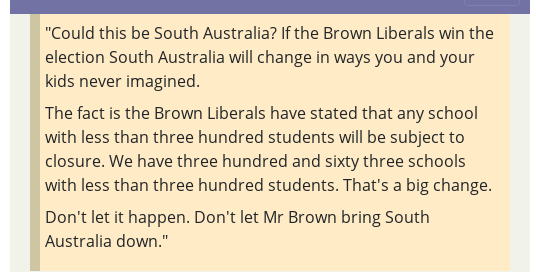 "Could this be South Australia? If the Brown Liberals win the
election South Australia will change in ways you and your
kids never imagined.
The fact is the Brown Liberals have stated that any school
with less than three hundred students will be subject to
closure. We have three hundred and sixty three schools
with less than three hundred students. That's a big change.
Don't let it happen. Don't let Mr Brown bring South
Australia down."